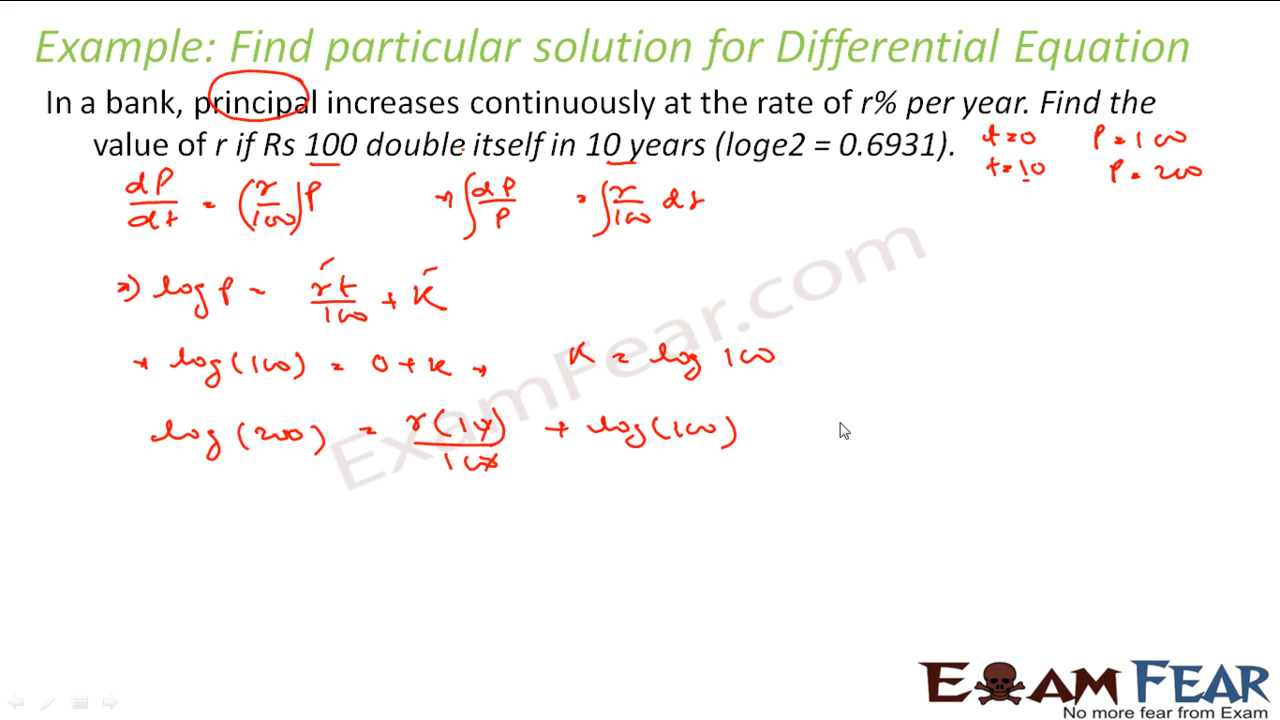 Example: Find particular solution for Differential Equation
In a bank, principal increases continuously at the rate of r% per year. Find the
value of r if Rs 100 double itself in 10 years (loge2 = 0.6931).
t=0 P=100
t=10 P=200
dP/dt = (r/100)P → ∫dP/P = ∫r/100 dt
⇒) log P = rt/100 + K
→ log(100) = 0+K → K = log 100
log(200) = r(10)/100 + log(100)
ExamFear.com
EXAM FEAR
No more fear from Exam